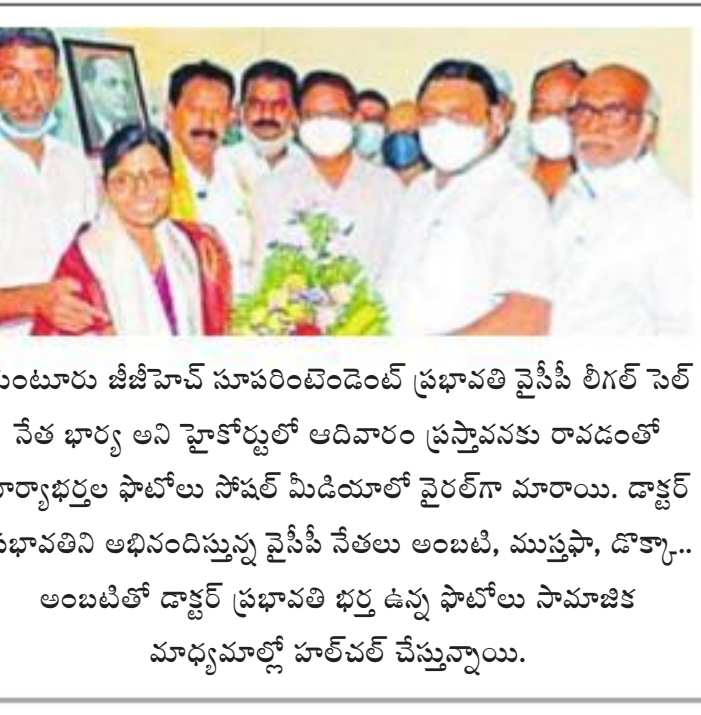 గుంటూరు జీజీహెచ్ సూపరింటెండెంట్ ప్రభావతి వైసీపీ లీగల్ సెల్
నేత భార్య అని హైకోర్టులో ఆదివారం ప్రస్తావనకు రావడంతో
భార్యాభర్తల ఫొటోలు సోషల్ మీడియాలో వైరల్‌గా మారాయి. డాక్టర్
ప్రభావతిని అభినందిస్తున్న వైసీపీ నేతలు అంబటి, ముస్తఫా, డొక్కా..
అంబటితో డాక్టర్ ప్రభావతి భర్త ఉన్న ఫొటోలు సామాజిక
మాధ్యమాల్లో హల్‌చల్ చేస్తున్నాయి.